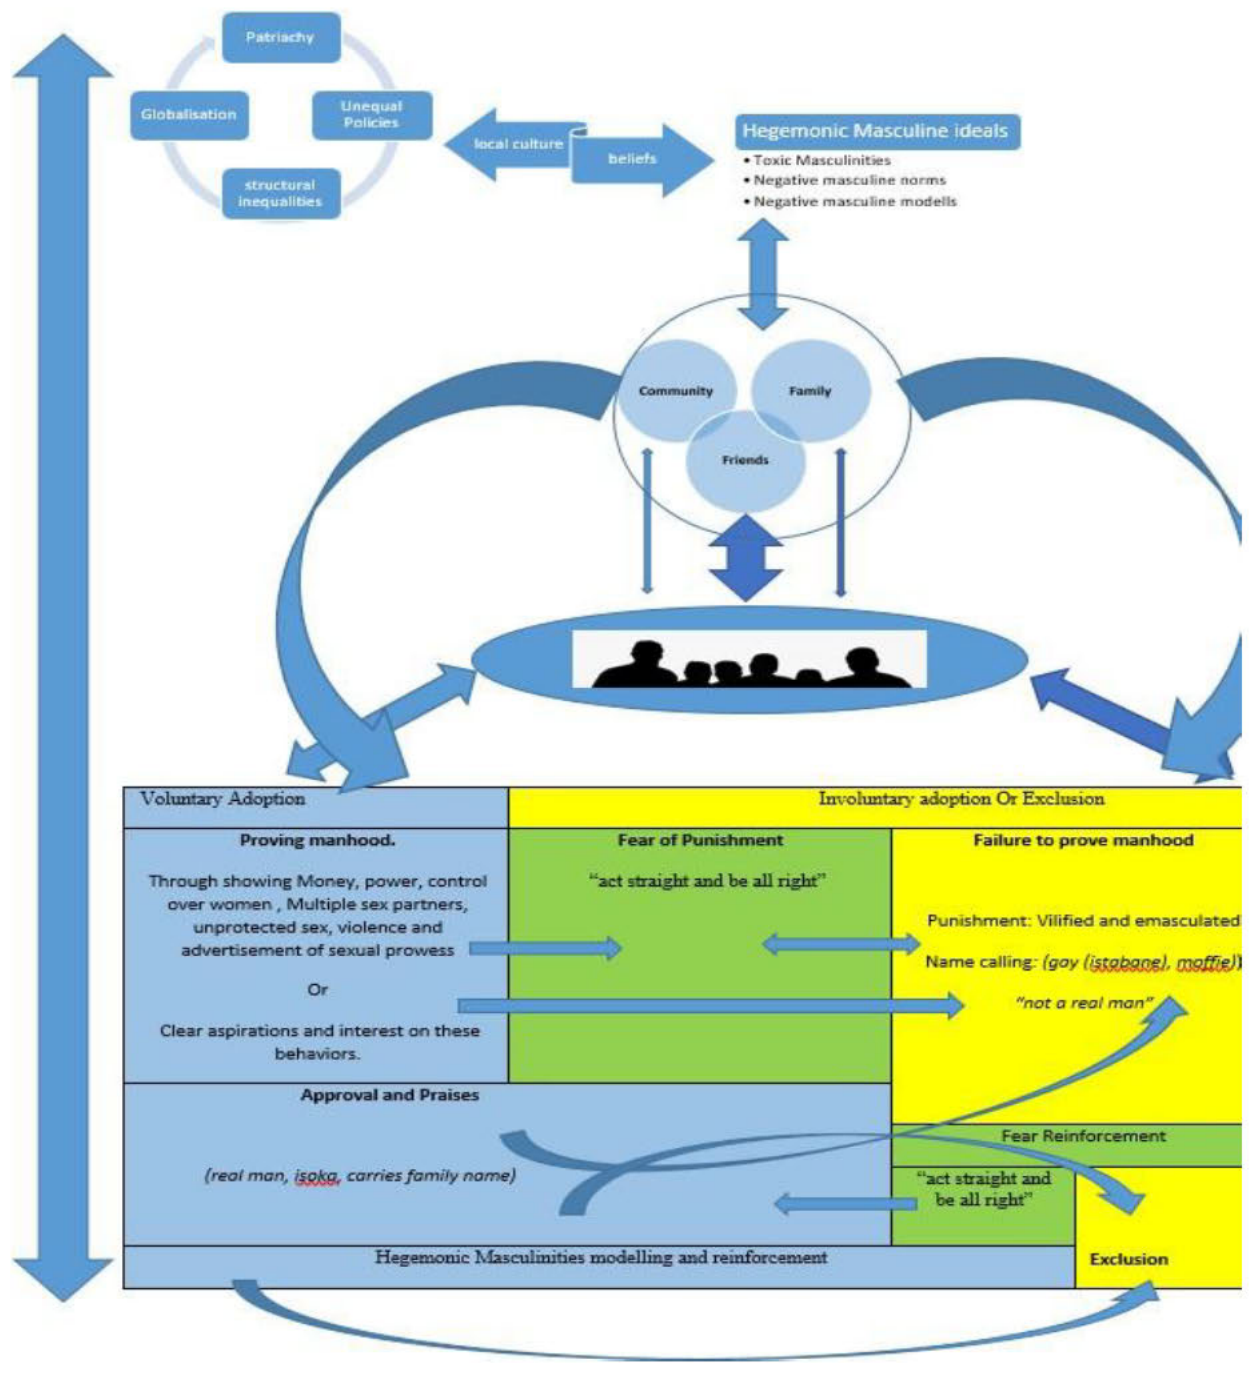 Patriachy
Globalisation
Unequal
Policies
structural
inequalities
local culture
beliefs
Hegemonic Masculine ideals
• Toxic Masculinities
• Negative masculine norms
• Negative masculine modells
Community
Family
Friends
Voluntary Adoption
Involuntary adoption Or Exclusion
Proving manhood.
Through showing Money, power, control
over women , Multiple sex partners,
unprotected sex, violence and
advertisement of sexual prowess
Or
Clear aspirations and interest on these
behaviors.
Fear of Punishment
“act straight and be all right”
Failure to prove manhood
Punishment: Vilified and emasculated
Name calling: (gay (istabane), moffie))
“not a real man”
Approval and Praises
(real man, isoka, carries family name)
Fear Reinforcement
“act straight and
be all right”
Exclusion
Hegemonic Masculinities modelling and reinforcement